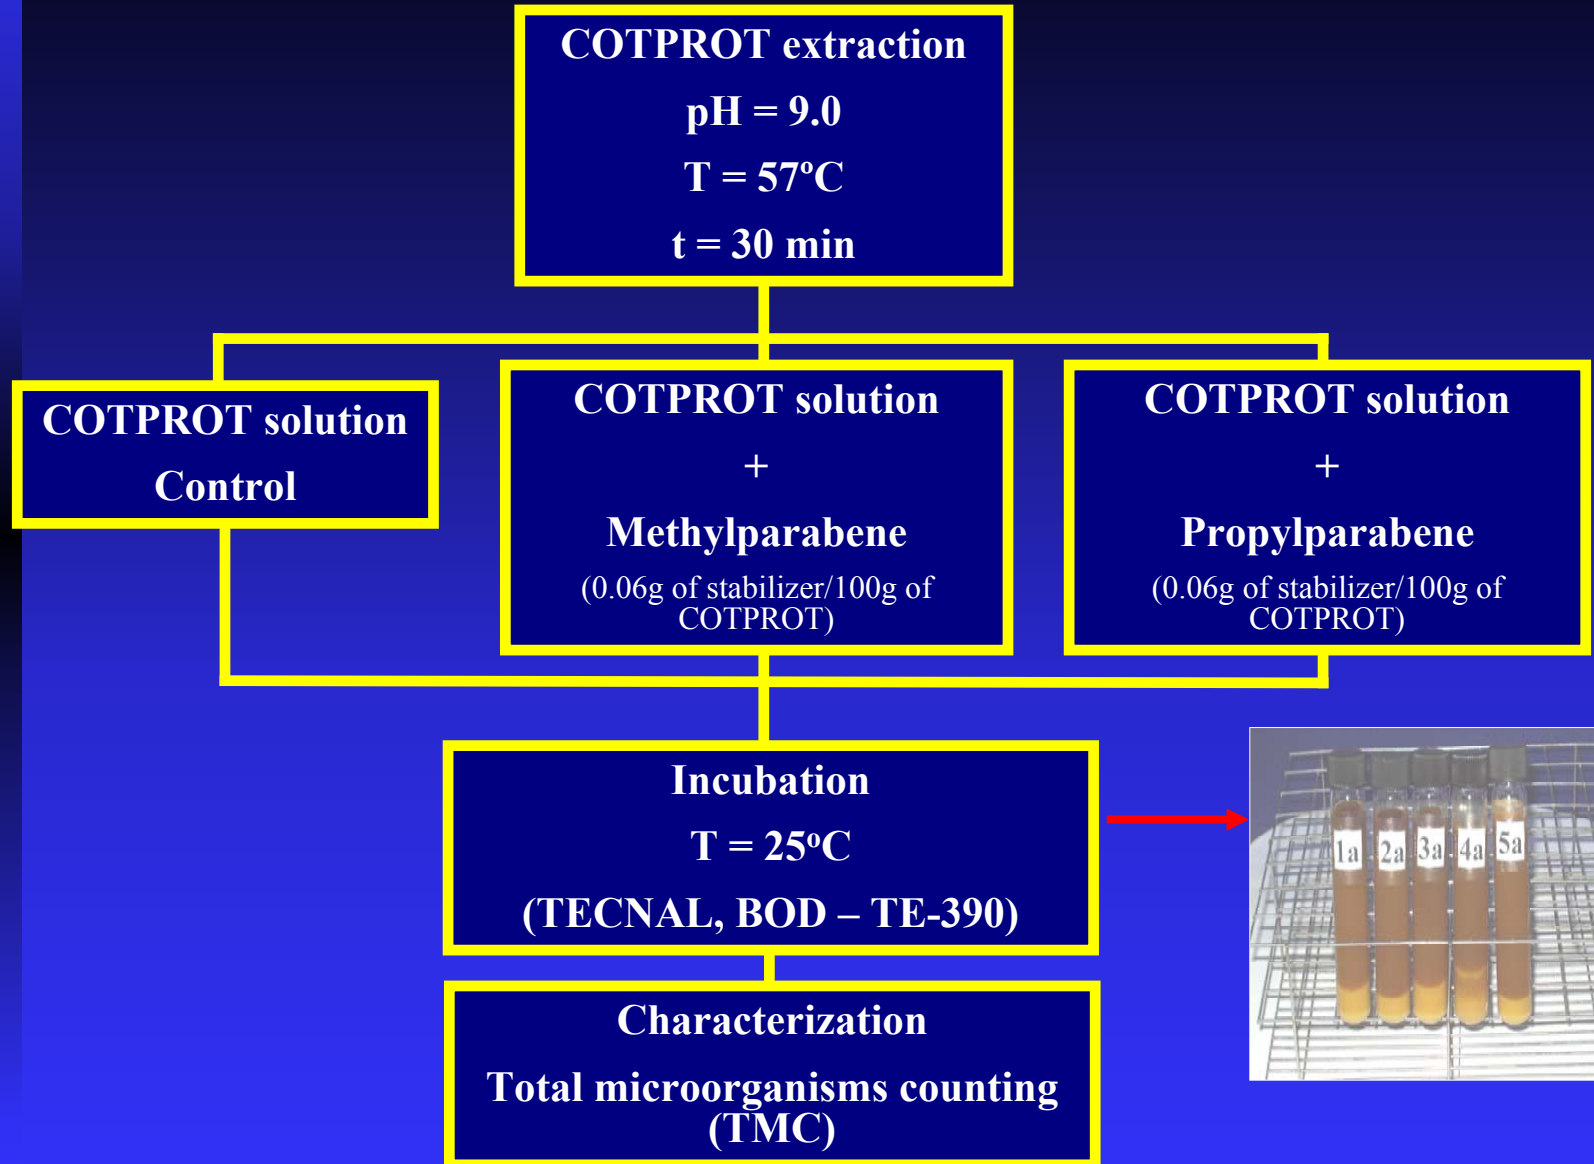 COTPROT extraction
pH = 9.0
T = 57ºC
t = 30 min
COTPROT solution
Control
COTPROT solution
+
Methylparabene
(0.06g of stabilizer/100g of
COTPROT)
COTPROT solution
+
Propylparabene
(0.06g of stabilizer/100g of
COTPROT)
Incubation
T = 25ºC
(TECNAL, BOD – TE-390)
1a 2a 3a 4a 5a
Characterization
Total microorganisms counting
(TMC)